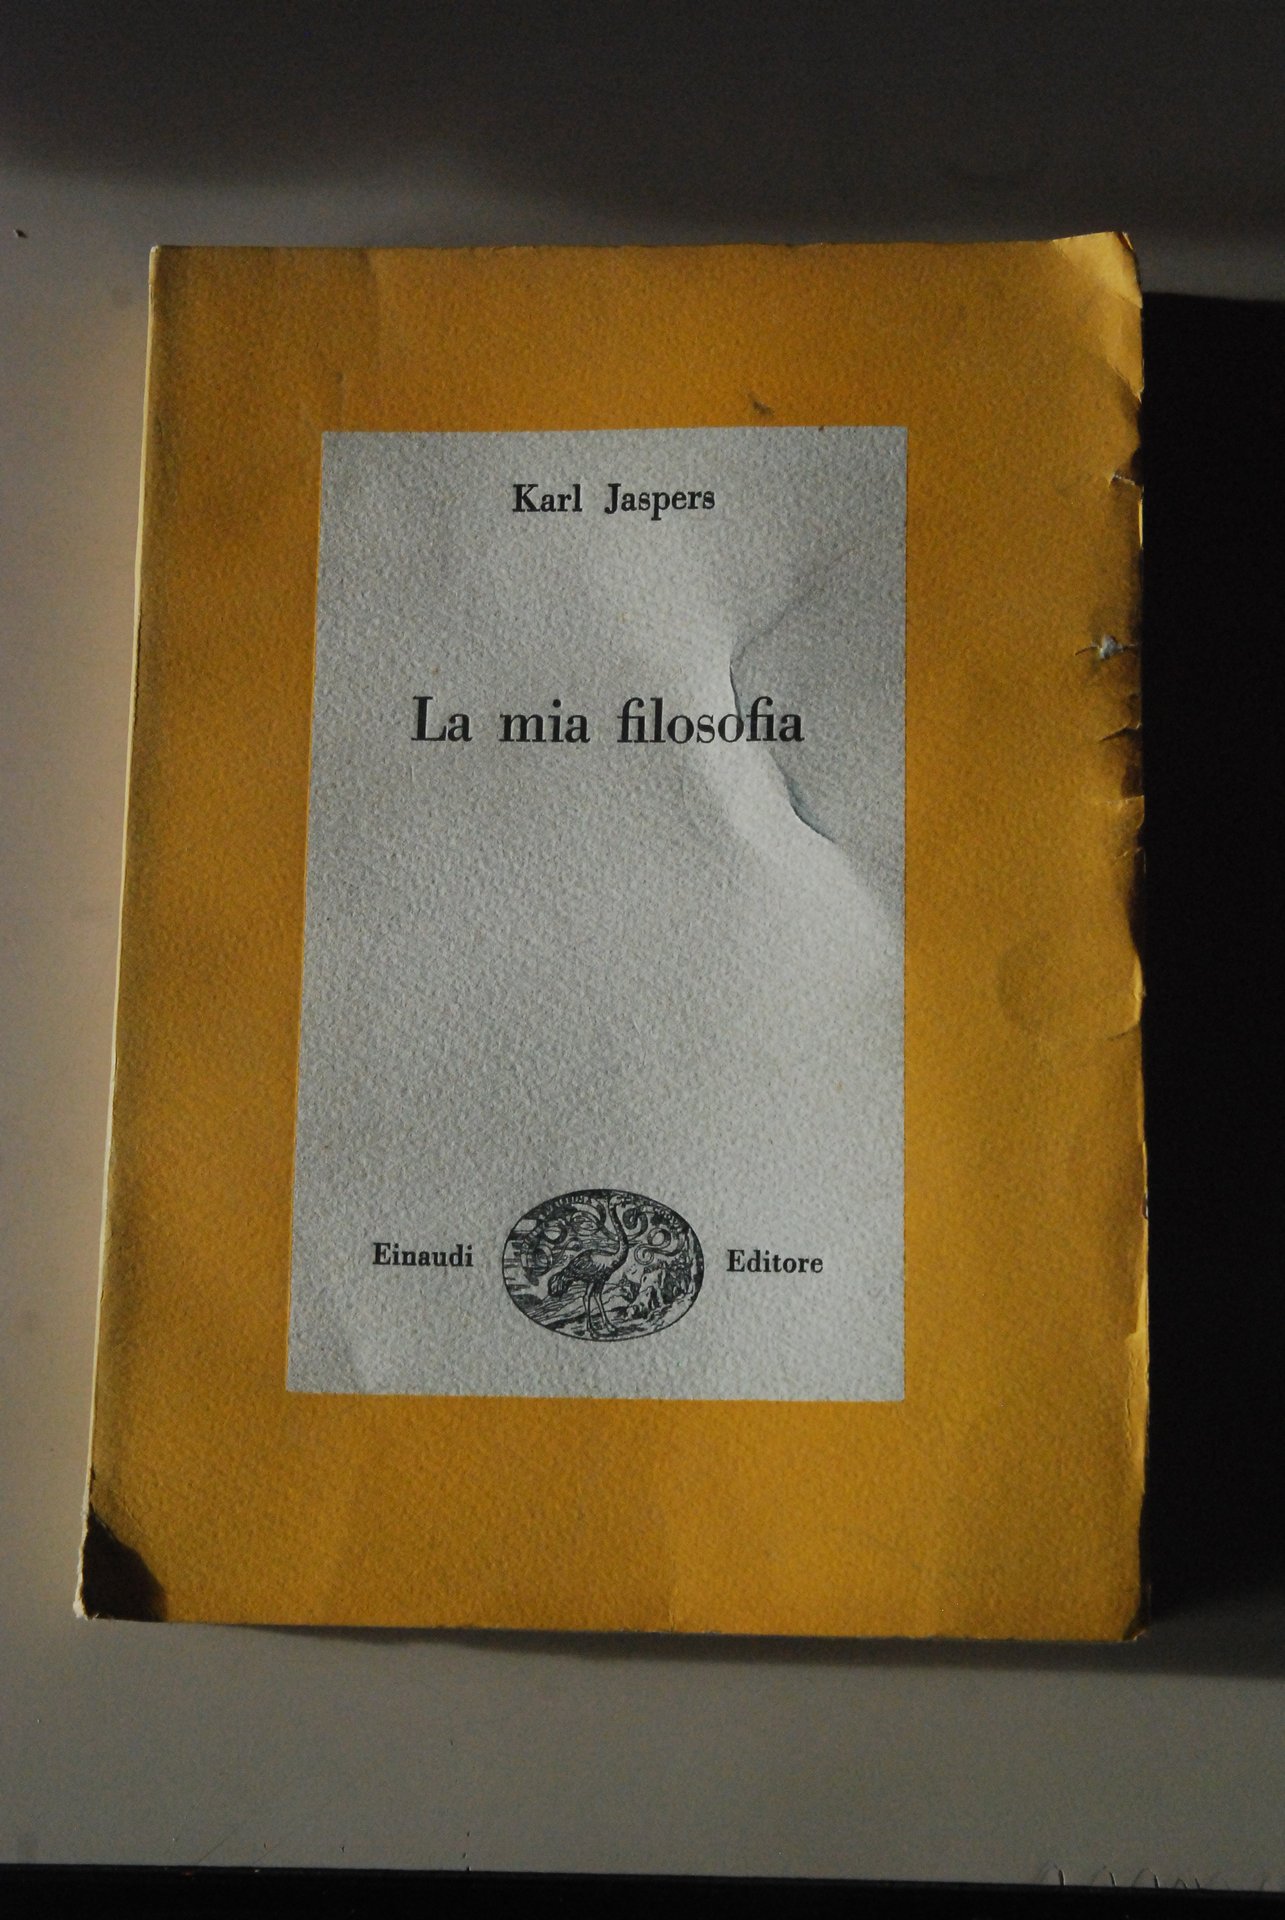 Karl Jaspers
La mia filosofia
Einaudi Editore